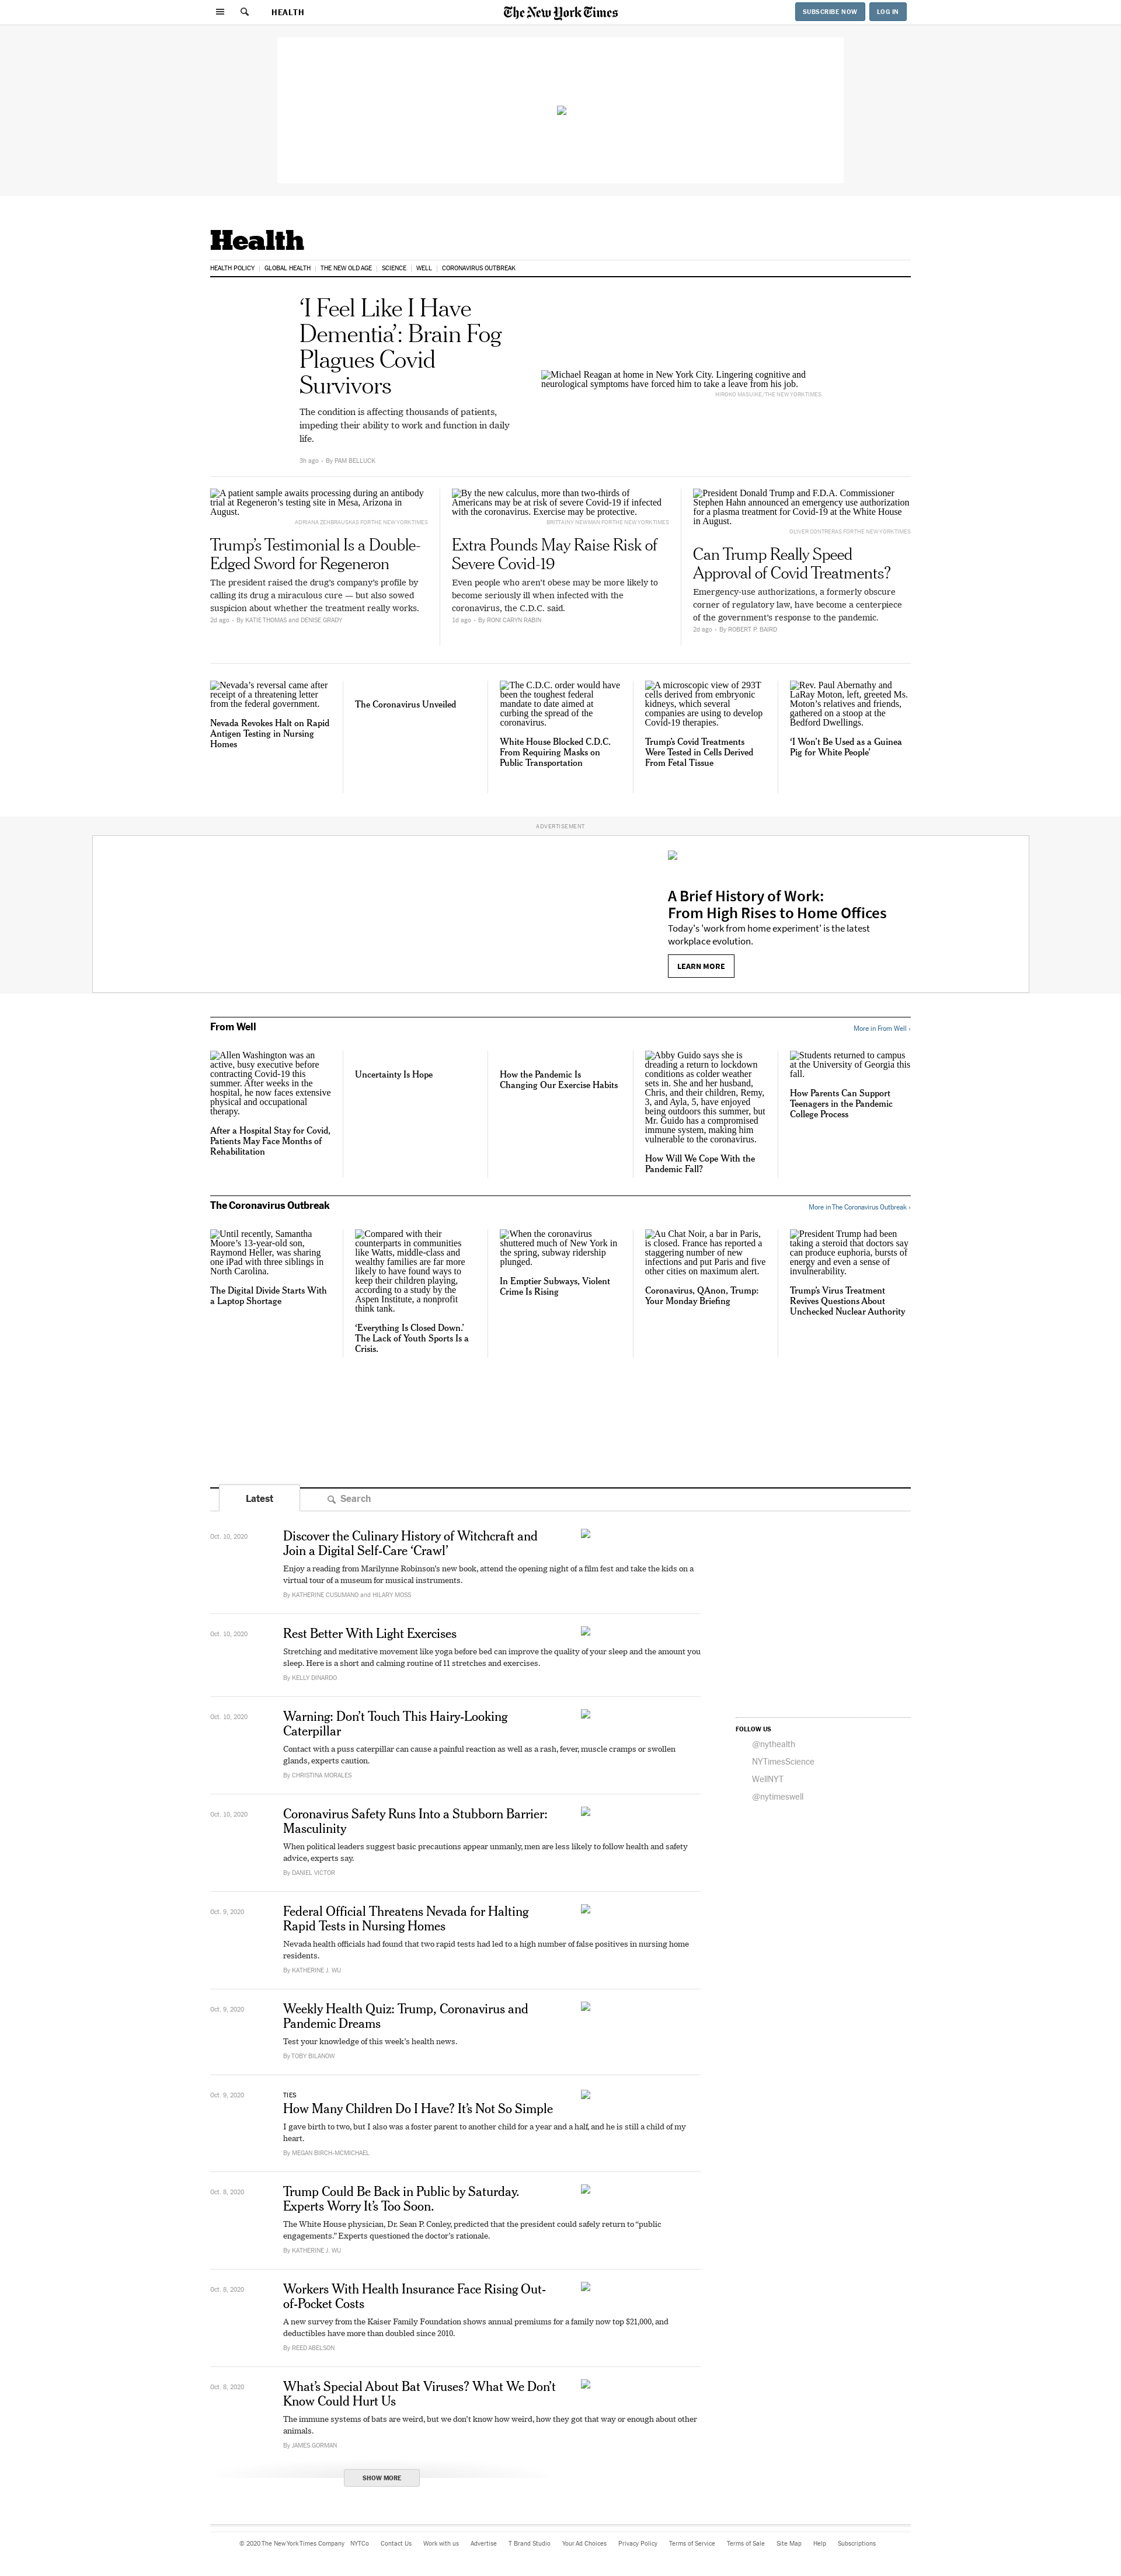 HEALTH
The New York Times
SUBSCRIBE NOW
LOG IN
Health
HEALTH POLICY
GLOBAL HEALTH
THE NEW OLD AGE
SCIENCE
WELL
CORONAVIRUS OUTBREAK
‘I Feel Like I Have
Dementia’: Brain Fog
Plagues Covid
Survivors
The condition is affecting thousands of patients,
impeding their ability to work and function in daily
life.
3h ago • By PAM BELLUCK
Michael Reagan at home in New York City. Lingering cognitive and
neurological symptoms have forced him to take a leave from his job.
HIROKO MASUIKE/THE NEW YORK TIMES
A patient sample awaits processing during an antibody
trial at Regeneron’s testing site in Mesa, Arizona in
August.
ADRIANA ZEHBRAUSKAS FOR THE NEW YORK TIMES
Trump’s Testimonial Is a Double-
Edged Sword for Regeneron
The president raised the drug’s company’s profile by
calling its drug a miraculous cure — but also sowed
suspicion about whether the treatment really works.
2d ago • By KATIE THOMAS and DENISE GRADY
By the new calculus, more than two-thirds of
Americans may be at risk of severe Covid-19 if infected
with the coronavirus. Exercise may be protective.
BRITTAINY NEWMAN FOR THE NEW YORK TIMES
Extra Pounds May Raise Risk of
Severe Covid-19
Even people who aren’t obese may be more likely to
become seriously ill when infected with the
coronavirus, the C.D.C. said.
1d ago • By RONI CARYN RABIN
President Donald Trump and F.D.A. Commissioner
Stephen Hahn announced an emergency use authorization
for a plasma treatment for Covid-19 at the White House
in August.
OLIVER CONTRERAS FOR THE NEW YORK TIMES
Can Trump Really Speed
Approval of Covid Treatments?
Emergency-use authorizations, a formerly obscure
corner of regulatory law, have become a centerpiece
of the government’s response to the pandemic.
2d ago • By ROBERT P. BAIRD
Nevada’s reversal came after
receipt of a threatening letter
from the federal government.
Nevada Revokes Halt on Rapid
Antigen Testing in Nursing
Homes
The Coronavirus Unveiled
The C.D.C. order would have
been the toughest federal
mandate to date aimed at
curbing the spread of the
coronavirus.
White House Blocked C.D.C.
From Requiring Masks on
Public Transportation
A microscopic view of 293T
cells derived from embryonic
kidneys, which several
companies are using to develop
Covid-19 therapies.
Trump’s Covid Treatments
Were Tested in Cells Derived
From Fetal Tissue
Rev. Paul Abernathy and
LaRay Moton, left, greeted Ms.
Moton’s relatives and friends,
gathered on a stoop at the
Bedford Dwellings.
‘I Won’t Be Used as a Guinea
Pig for White People’
ADVERTISEMENT
A Brief History of Work:
From High Rises to Home Offices
Today's 'work from home experiment' is the latest
workplace evolution.
LEARN MORE
From Well
More in From Well ›
Allen Washington was an
active, busy executive before
contracting Covid-19 this
summer. After weeks in the
hospital, he now faces extensive
physical and occupational
therapy.
After a Hospital Stay for Covid,
Patients May Face Months of
Rehabilitation
Uncertainty Is Hope
How the Pandemic Is
Changing Our Exercise Habits
Abby Guido says she is
dreading a return to lockdown
conditions as colder weather
sets in. She and her husband,
Chris, and their children, Remy,
3, and Ayla, 5, have enjoyed
being outdoors this summer, but
Mr. Guido has a compromised
immune system, making him
vulnerable to the coronavirus.
How Will We Cope With the
Pandemic Fall?
Students returned to campus
at the University of Georgia this
fall.
How Parents Can Support
Teenagers in the Pandemic
College Process
The Coronavirus Outbreak
More in The Coronavirus Outbreak ›
Until recently, Samantha
Moore’s 13-year-old son,
Raymond Heller, was sharing
one iPad with three siblings in
North Carolina.
The Digital Divide Starts With
a Laptop Shortage
Compared with their
counterparts in communities
like Watts, middle-class and
wealthy families are far more
likely to have found ways to
keep their children playing,
according to a study by the
Aspen Institute, a nonprofit
think tank.
‘Everything Is Closed Down.’
The Lack of Youth Sports Is a
Crisis.
When the coronavirus
shuttered much of New York in
the spring, subway ridership
plunged.
In Emptier Subways, Violent
Crime Is Rising
Au Chat Noir, a bar in Paris,
is closed. France has reported a
staggering number of new
infections and put Paris and five
other cities on maximum alert.
Coronavirus, QAnon, Trump:
Your Monday Briefing
President Trump had been
taking a steroid that doctors say
can produce euphoria, bursts of
energy and even a sense of
invulnerability.
Trump’s Virus Treatment
Revives Questions About
Unchecked Nuclear Authority
Latest
Search
Oct. 10, 2020
Discover the Culinary History of Witchcraft and
Join a Digital Self-Care ‘Crawl’
Enjoy a reading from Marilynne Robinson’s new book, attend the opening night of a film fest and take the kids on a
virtual tour of a museum for musical instruments.
By KATHERINE CUSUMANO and HILARY MOSS
Oct. 10, 2020
Rest Better With Light Exercises
Stretching and meditative movement like yoga before bed can improve the quality of your sleep and the amount you
sleep. Here is a short and calming routine of 11 stretches and exercises.
By KELLY DINARDO
Oct. 10, 2020
Warning: Don’t Touch This Hairy-Looking
Caterpillar
Contact with a puss caterpillar can cause a painful reaction as well as a rash, fever, muscle cramps or swollen
glands, experts caution.
By CHRISTINA MORALES
FOLLOW US
@nythealth
NYTimesScience
WellNYT
@nytimeswell
Oct. 10, 2020
Coronavirus Safety Runs Into a Stubborn Barrier:
Masculinity
When political leaders suggest basic precautions appear unmanly, men are less likely to follow health and safety
advice, experts say.
By DANIEL VICTOR
Oct. 9, 2020
Federal Official Threatens Nevada for Halting
Rapid Tests in Nursing Homes
Nevada health officials had found that two rapid tests had led to a high number of false positives in nursing home
residents.
By KATHERINE J. WU
Oct. 9, 2020
Weekly Health Quiz: Trump, Coronavirus and
Pandemic Dreams
Test your knowledge of this week’s health news.
By TOBY BILANOW
Oct. 9, 2020
TIES
How Many Children Do I Have? It’s Not So Simple
I gave birth to two, but I also was a foster parent to another child for a year and a half, and he is still a child of my
heart.
By MEGAN BIRCH-MCMICHAEL
Oct. 8, 2020
Trump Could Be Back in Public by Saturday.
Experts Worry It’s Too Soon.
The White House physician, Dr. Sean P. Conley, predicted that the president could safely return to “public
engagements.” Experts questioned the doctor’s rationale.
By KATHERINE J. WU
Oct. 8, 2020
Workers With Health Insurance Face Rising Out-
of-Pocket Costs
A new survey from the Kaiser Family Foundation shows annual premiums for a family now top $21,000, and
deductibles have more than doubled since 2010.
By REED ABELSON
Oct. 8, 2020
What’s Special About Bat Viruses? What We Don’t
Know Could Hurt Us
The immune systems of bats are weird, but we don’t know how weird, how they got that way or enough about other
animals.
By JAMES GORMAN
SHOW MORE
© 2020 The New York Times Company
NYTCo
Contact Us
Work with us
Advertise
T Brand Studio
Your Ad Choices
Privacy Policy
Terms of Service
Terms of Sale
Site Map
Help
Subscriptions